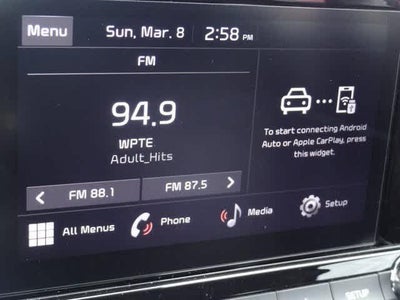 Menu
Sun, Mar. 8
2:58 PM
FM
94.9
WPTE
Adult_Hits
FM 88.1
FM 87.5
To start connecting Android
Auto or Apple CarPlay, press
this widget.
All Menus
Phone
Media
Setup
SETUP